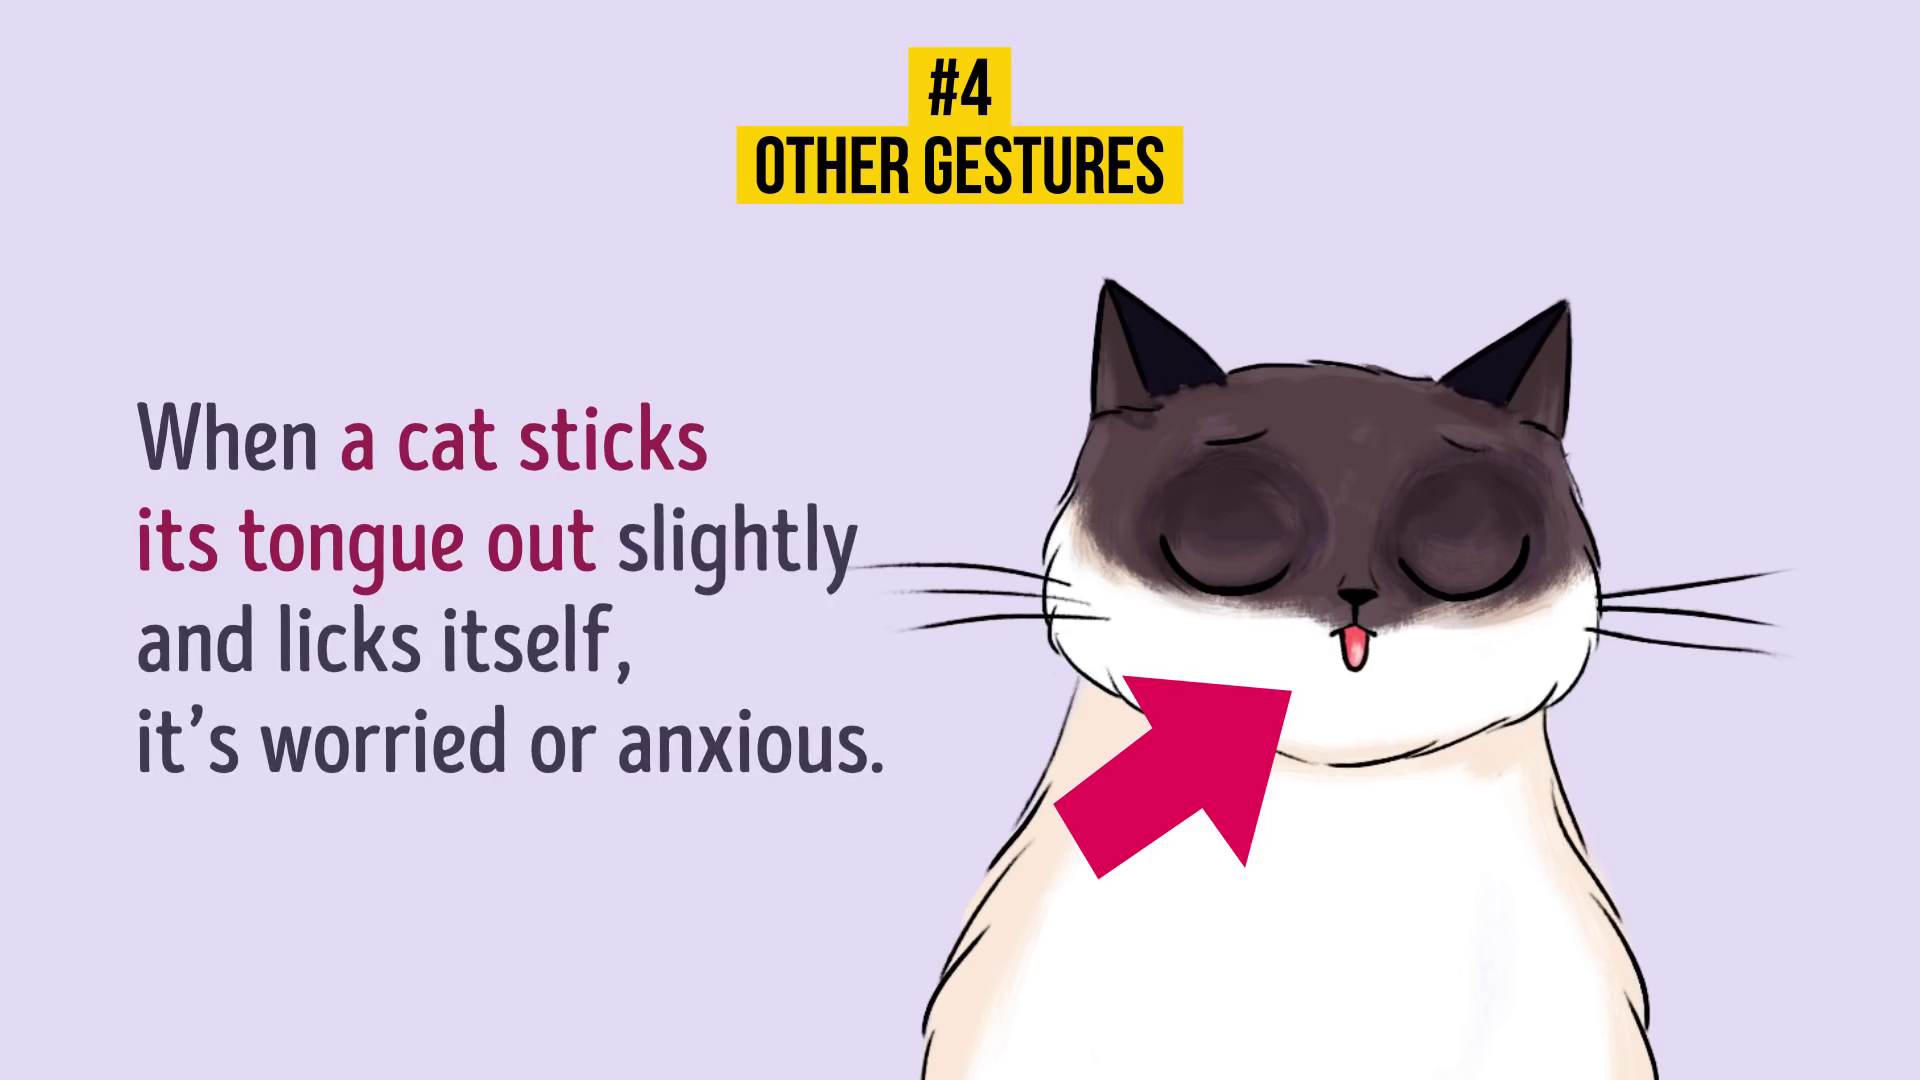 #4
OTHER GESTURES
When a cat sticks
its tongue out slightly
and licks itself,
it’s worried or anxious.